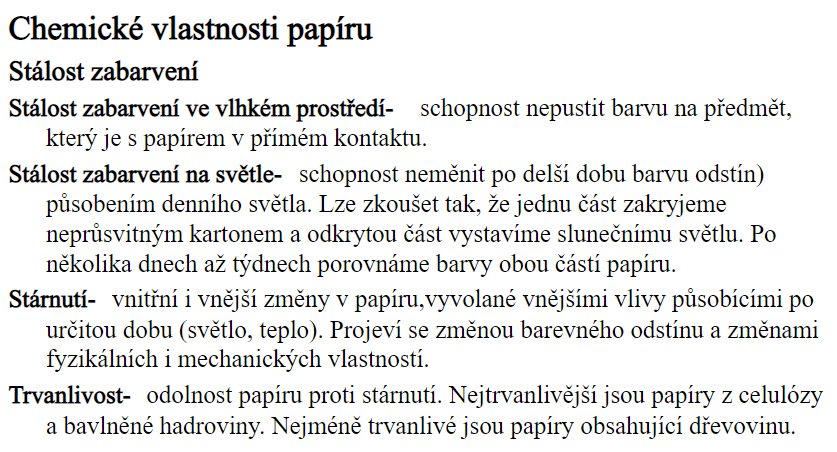 Chemické vlastnosti papíru
Stálost zabarvení
Stálost zabarvení ve vlhkém prostředí- schopnost nepustit barvu na předmět,
který je s papírem v přímém kontaktu.
Stálost zabarvení na světle- schopnost neměnit po delší dobu barvu odstín)
působením denního světla. Lze zkoušet tak, že jednu část zakryjeme
neprůsvitným kartonem a odkrytou část vystavíme slunečnímu světlu. Po
několika dnech až týdnech porovnáme barvy obou částí papíru.
Stárnutí- vnitřní i vnější změny v papíru,vyvolané vnějšími vlivy působícími po
určitou dobu (světlo, teplo). Projeví se změnou barevného odstínu a změnami
fyzikálních i mechanických vlastností.
Trvanlivost- odolnost papíru proti stárnutí. Nejtrvanlivější jsou papíry z celulózy
a bavlněné hadroviny. Nejméně trvanlivé jsou papíry obsahující dřevovinu.